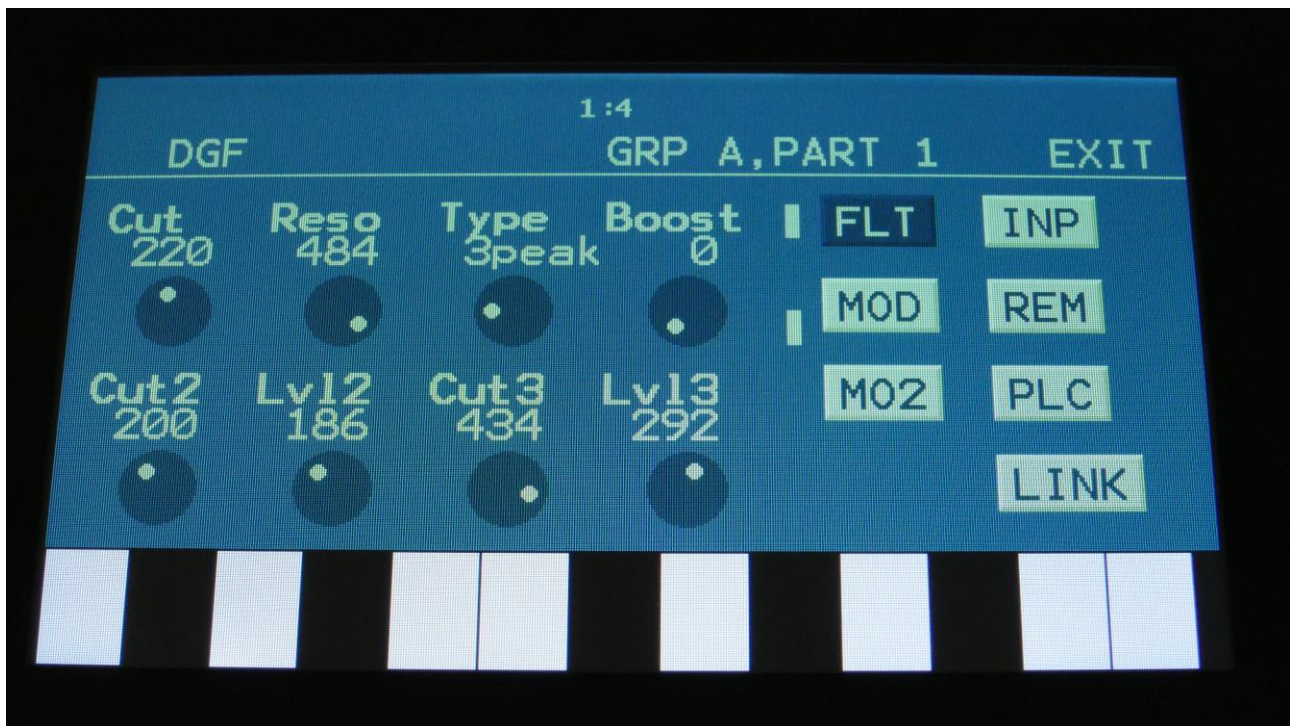 1:4
DGF GRP A,PART 1 EXIT
Cut Reso Type Boost FLT INP
220 484 3peak 0
MOD REM
Cut2 Lvl2 Cut3 Lvl3 MO2 PLC
200 186 434 292
LINK